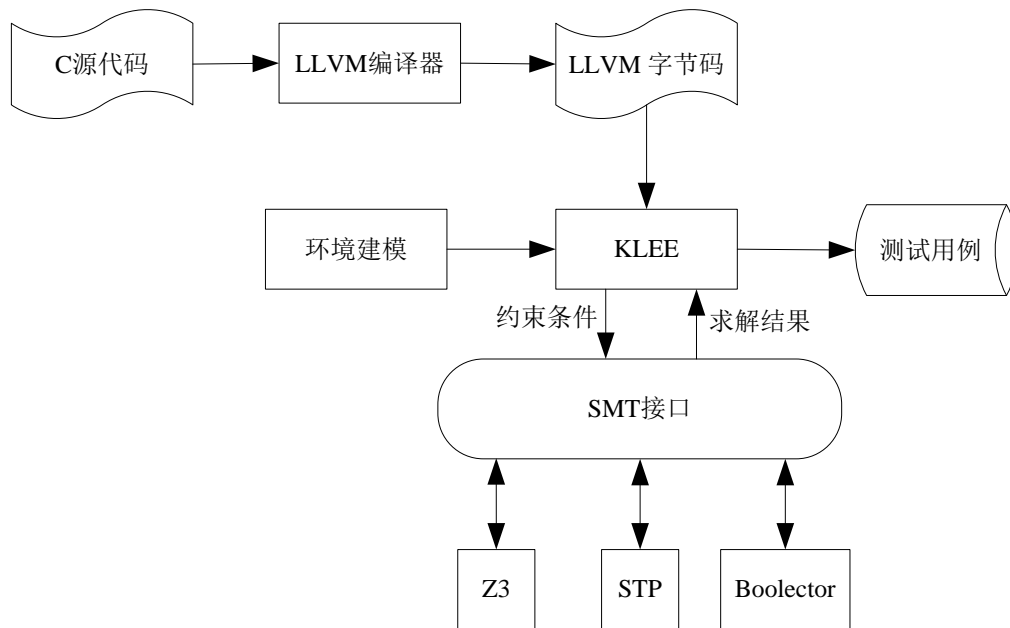 C源代码
LLVM编译器
LLVM 字节码
环境建模
KLEE
测试用例
约束条件
求解结果
SMT接口
Z3
STP
Boolector